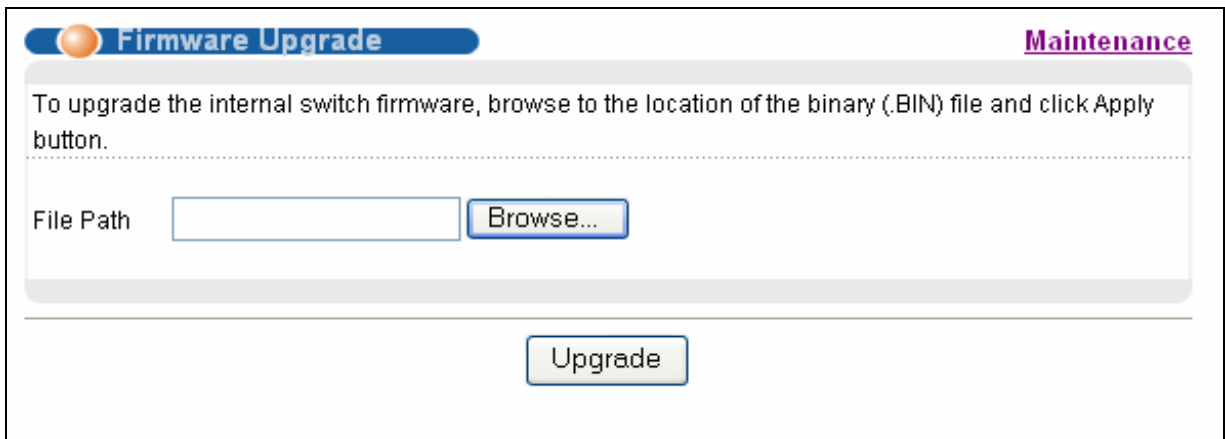 Firmware Upgrade
Maintenance
To upgrade the internal switch firmware, browse to the location of the binary (.BIN) file and click Apply
button.
File Path
Browse...
Upgrade